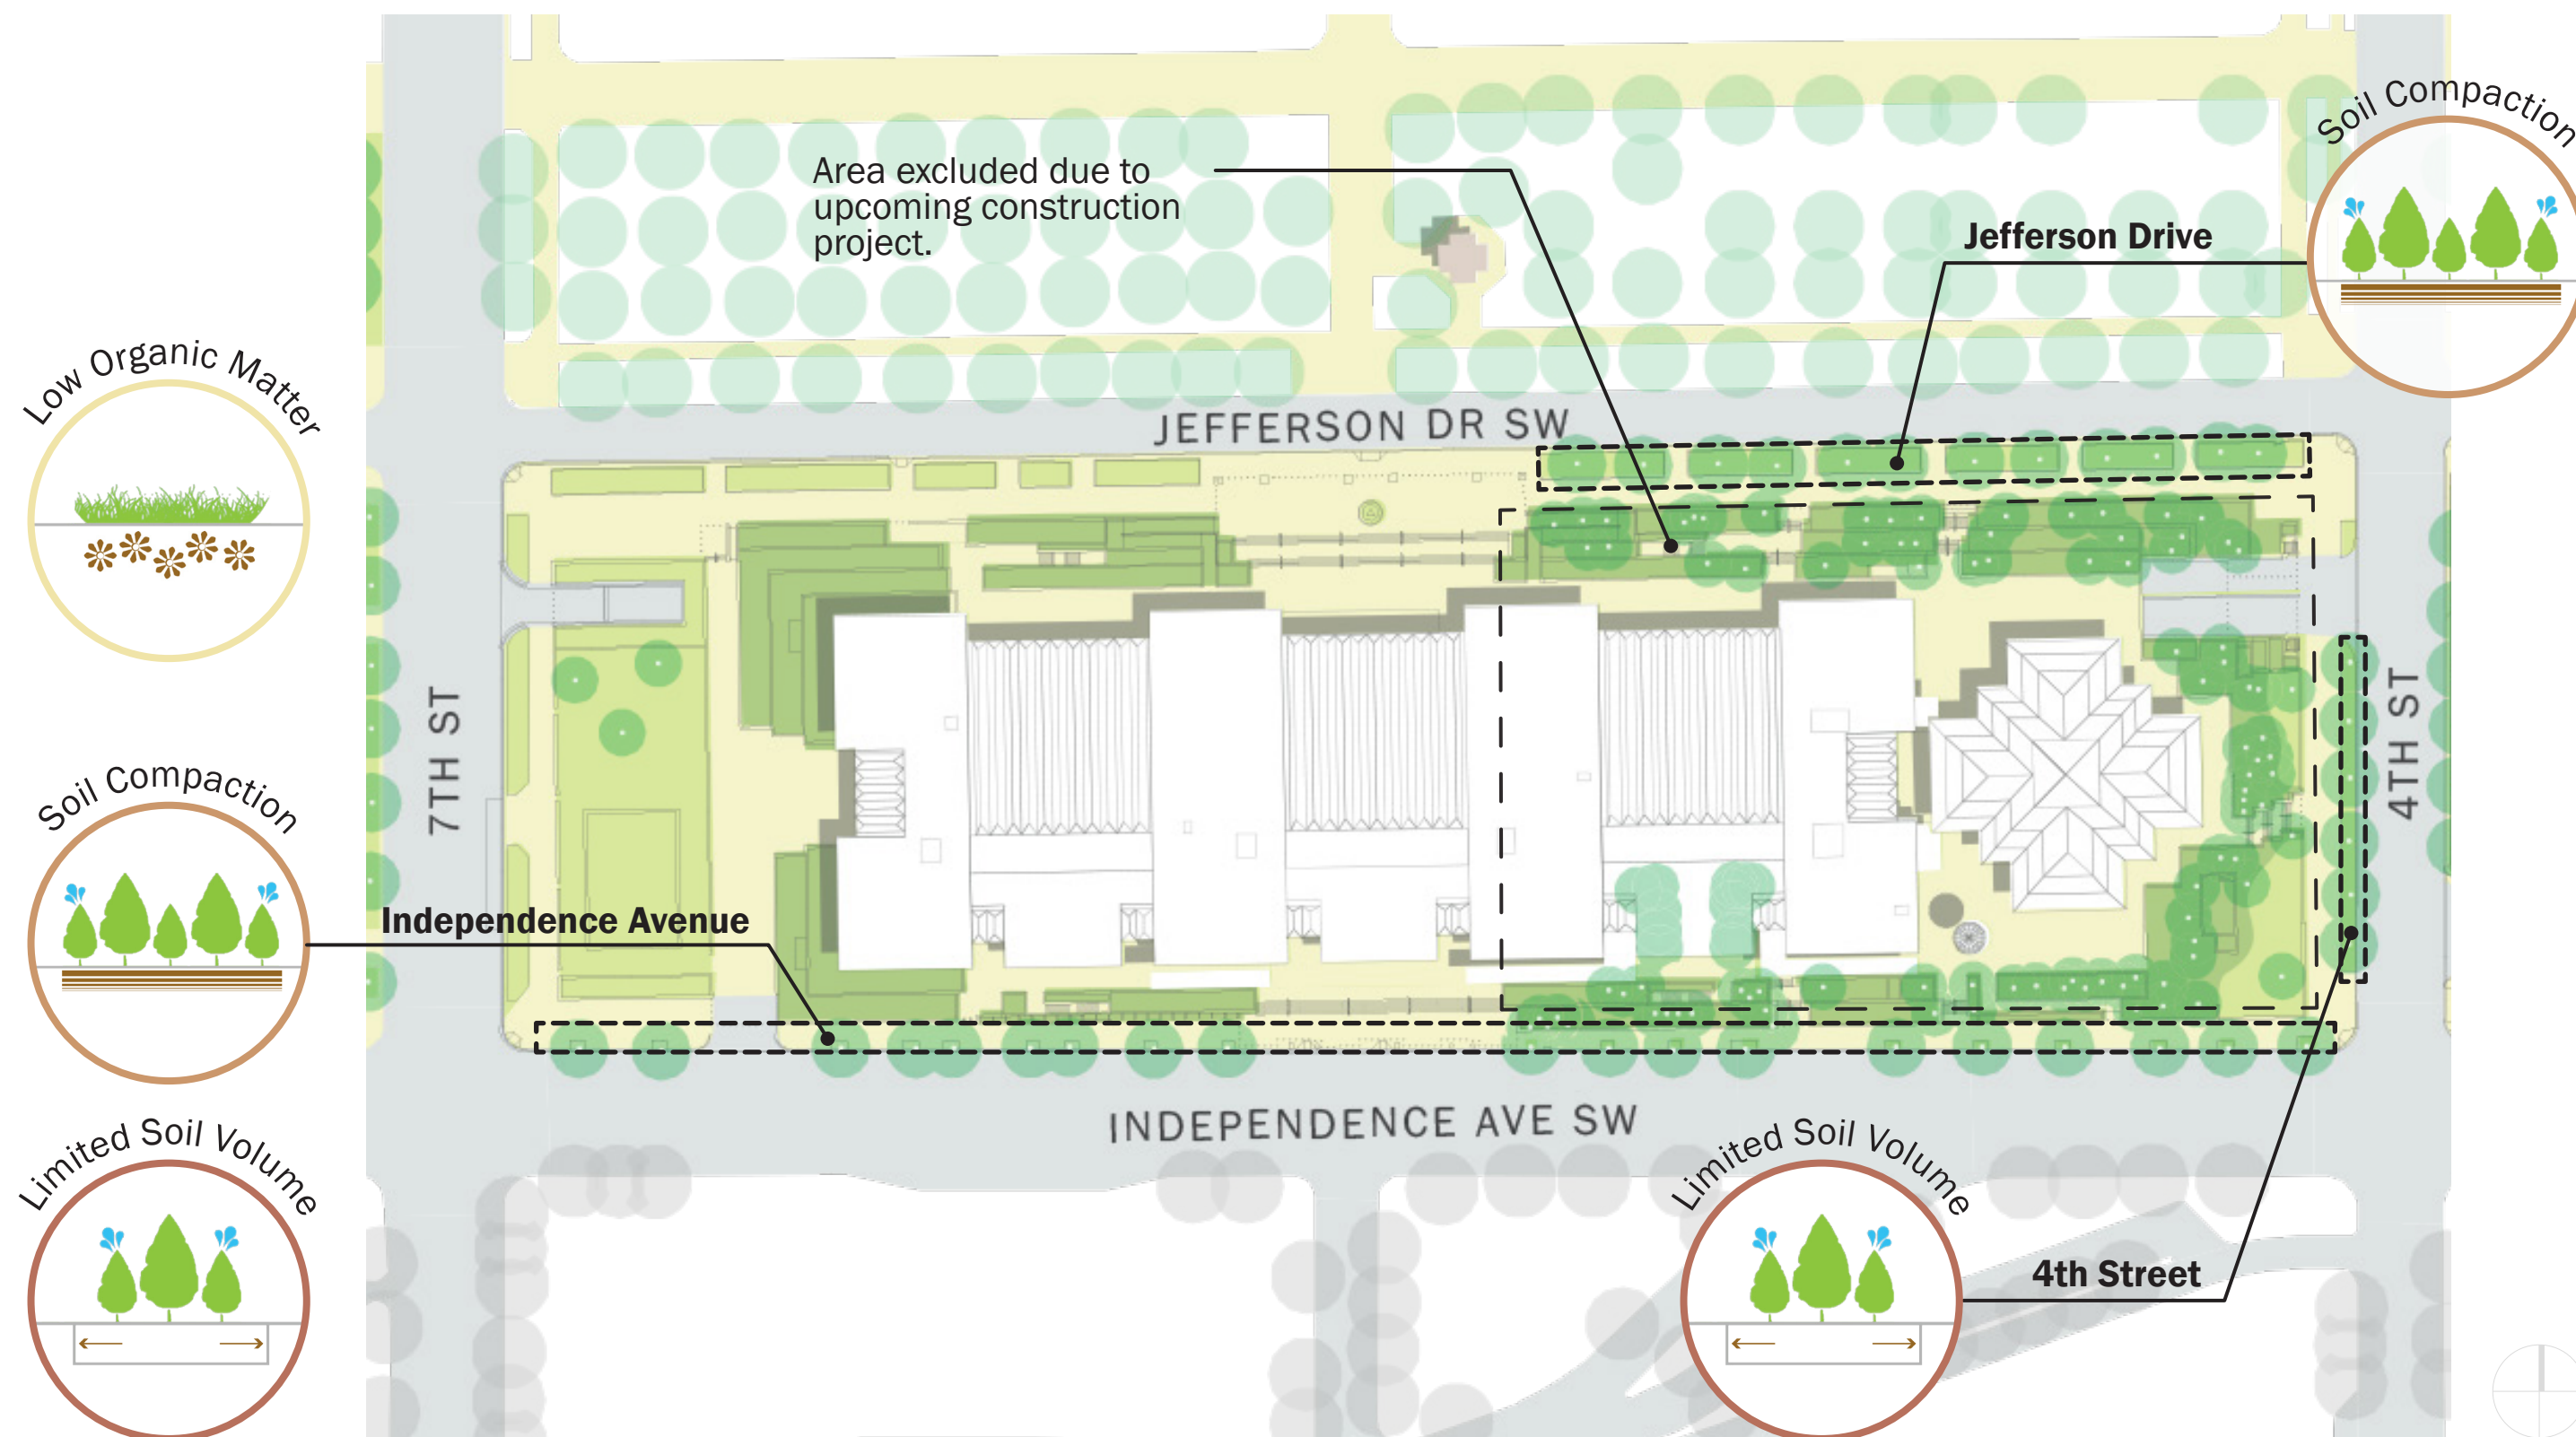 Area excluded due to
upcoming construction
project.
Soil Compaction
Jefferson Drive
Low Organic Matter
JEFFERSON DR SW
7TH ST
4TH ST
Soil Compaction
Independence Avenue
INDEPENDENCE AVE SW
Limited Soil Volume
Limited Soil Volume
4th Street